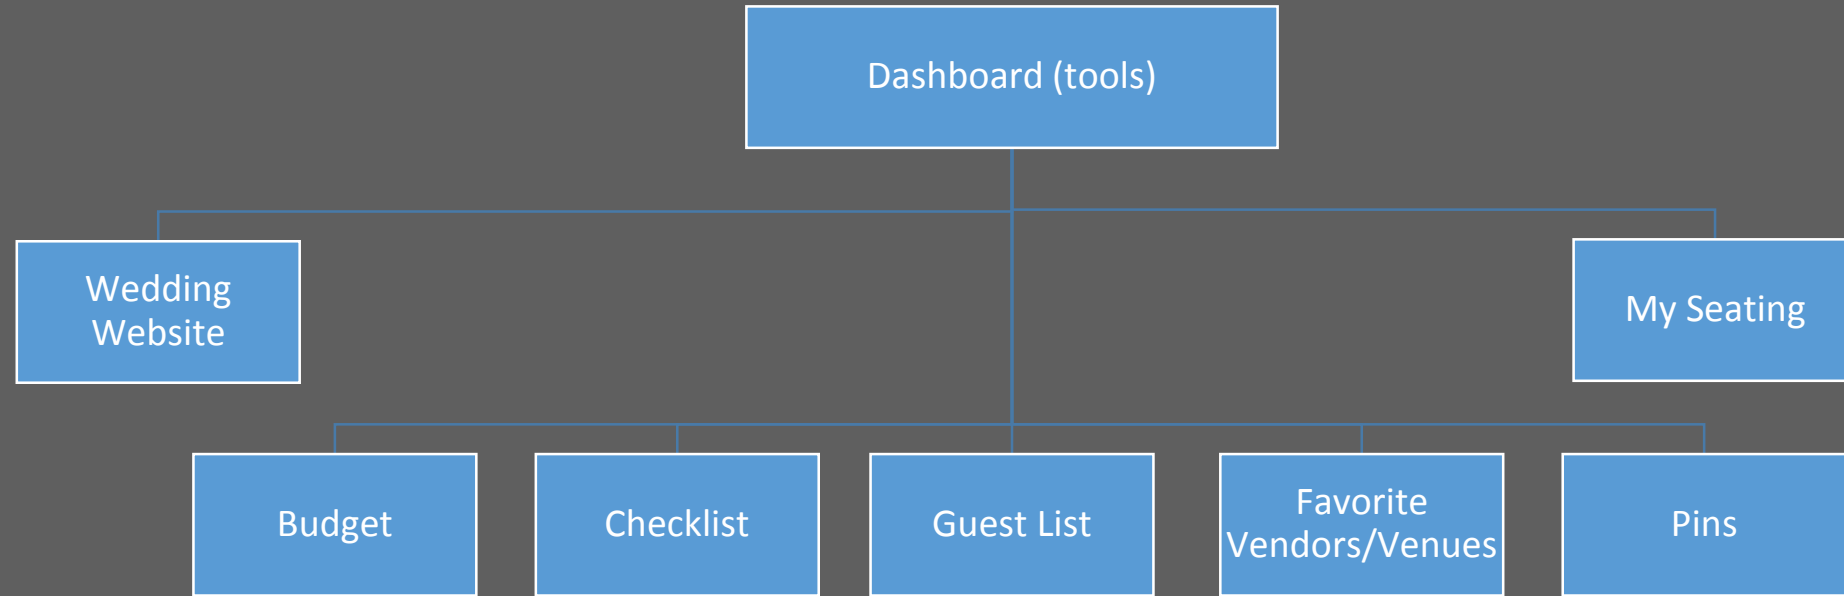 Dashboard (tools)
Wedding
Website
My Seating
Budget
Checklist
Guest List
Favorite
Vendors/Venues
Pins